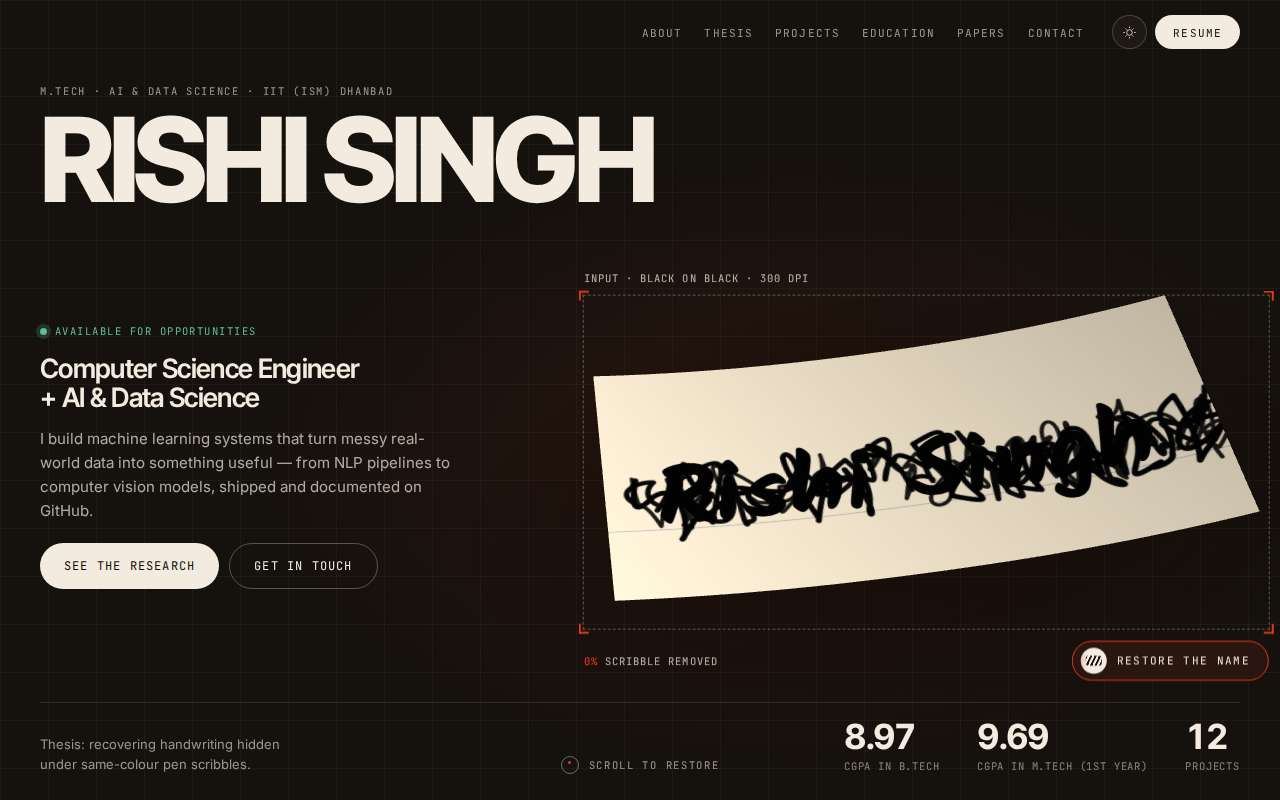 ABOUT THESIS PROJECTS EDUCATION PAPERS CONTACT RESUME
M.TECH · AI & DATA SCIENCE · IIT (ISM) DHANBAD
RISHI SINGH
INPUT · BLACK ON BLACK · 300 DPI
AVAILABLE FOR OPPORTUNITIES
Computer Science Engineer
+ AI & Data Science
I build machine learning systems that turn messy real-
world data into something useful — from NLP pipelines to
computer vision models, shipped and documented on
GitHub.
SEE THE RESEARCH GET IN TOUCH
Rishi Singh
0% SCRIBBLE REMOVED
RESTORE THE NAME
Thesis: recovering handwriting hidden
under same-colour pen scribbles.
SCROLL TO RESTORE
8.97 9.69 12
CGPA IN B.TECH CGPA IN M.TECH (1ST YEAR) PROJECTS